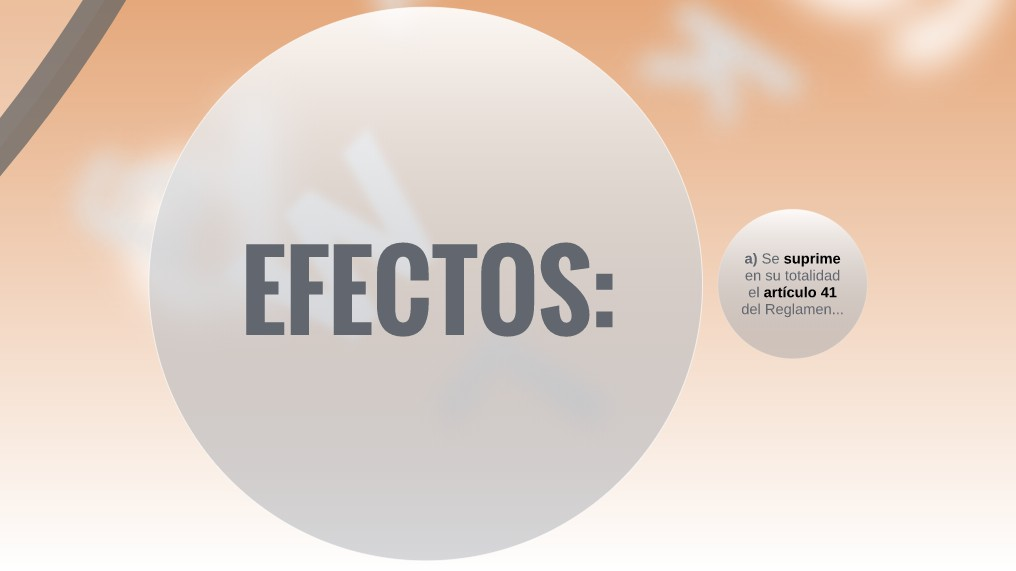 EFECTOS:
a) Se suprime
en su totalidad
el artículo 41
del Reglamen...